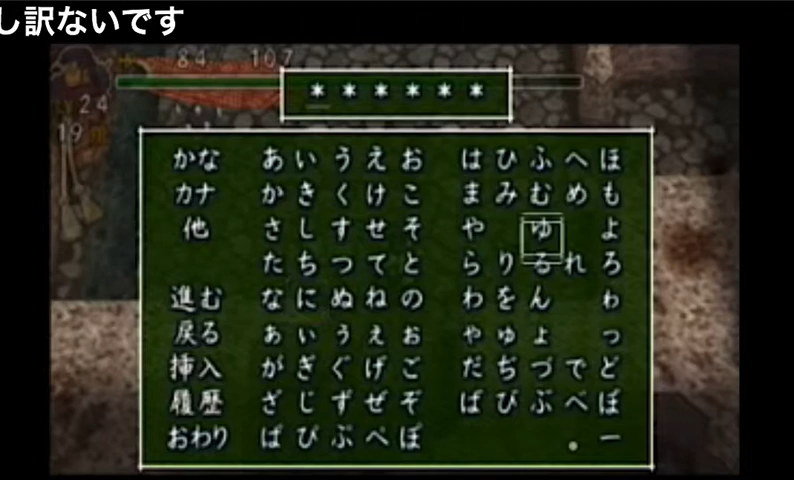 し訳ないです
84 107
＊＊＊＊＊＊
24
19
かな あいうえお はひふへほ
カナ かきくけこ まみむめも
他 さしすせそ や ゆ よ
たちつてと らりるれろ
進む なにぬねの わをん ゎ
戻る ぁぃぅぇぉ ゃゅょ っ
挿入 がぎぐげご だぢづでど
履歴 ざじずぜぞ ばびぶべぼ
おわり ぱぴぷぺぽ 。ー